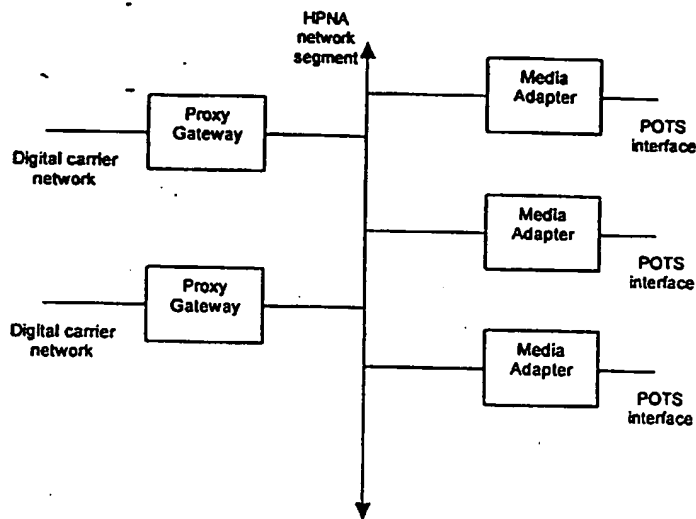 HPNA
network
segment
Proxy
Gateway
Digital carrier
network
Proxy
Gateway
Digital carrier
network
Media
Adapter
POTS
interface
Media
Adapter
POTS
interface
Media
Adapter
POTS
interface